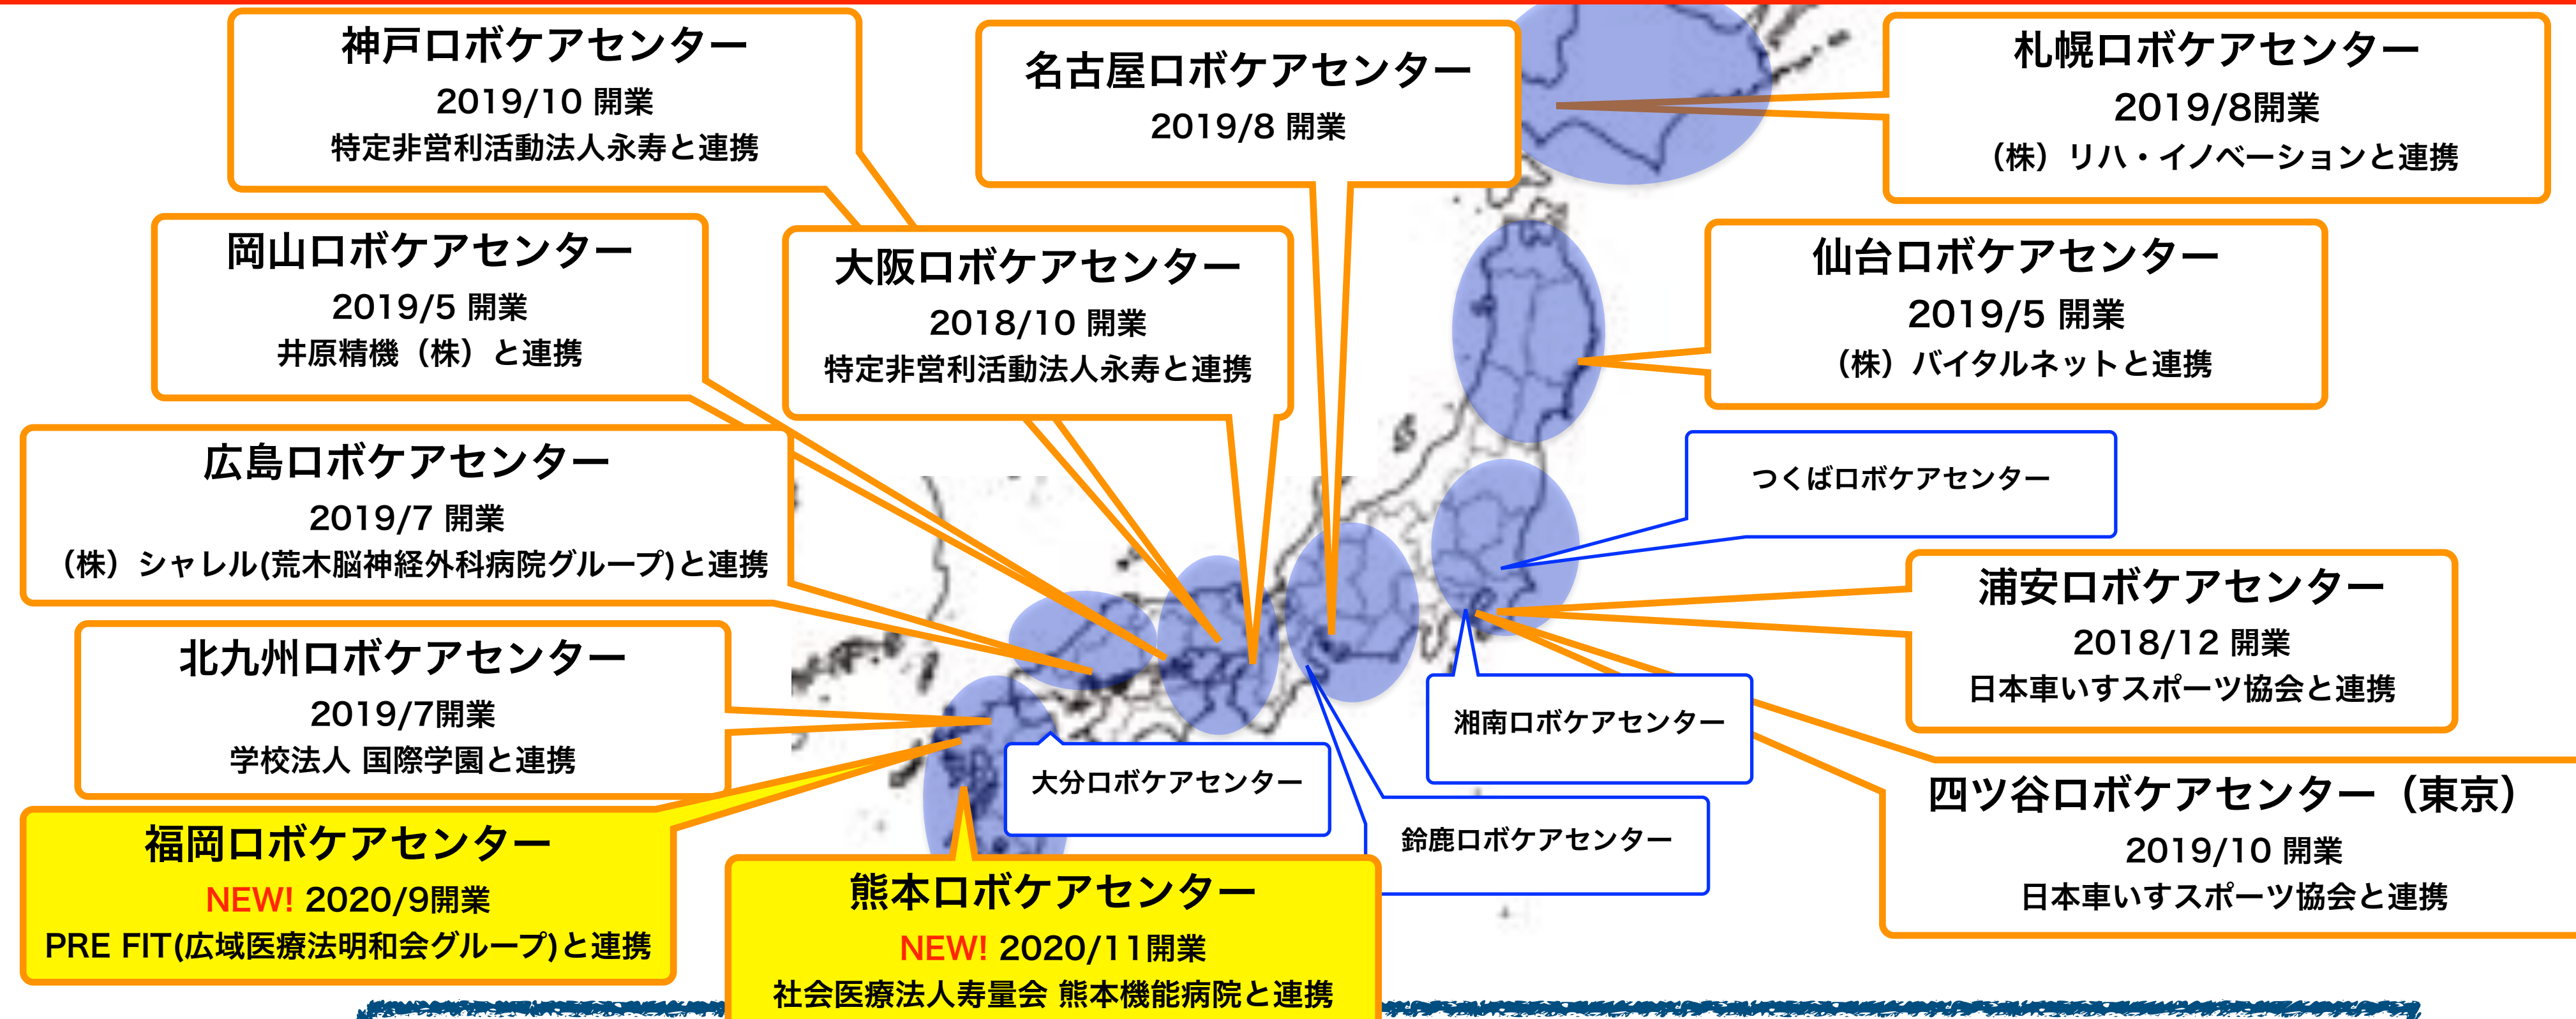 神戸ロボケアセンター
2019/10 開業
特定非営利活動法人永寿と連携
名古屋ロボケアセンター
2019/8 開業
札幌ロボケアセンター
2019/8開業
（株）リハ・イノベーションと連携
岡山ロボケアセンター
2019/5 開業
井原精機（株）と連携
大阪ロボケアセンター
2018/10 開業
特定非営利活動法人永寿と連携
仙台ロボケアセンター
2019/5 開業
（株）バイタルネットと連携
広島ロボケアセンター
2019/7 開業
（株）シャレル(荒木脳神経外科病院グループ)と連携
つくばロボケアセンター
浦安ロボケアセンター
2018/12 開業
日本車いすスポーツ協会と連携
北九州ロボケアセンター
2019/7開業
学校法人 国際学園と連携
湘南ロボケアセンター
大分ロボケアセンター
鈴鹿ロボケアセンター
四ツ谷ロボケアセンター（東京）
2019/10 開業
日本車いすスポーツ協会と連携
福岡ロボケアセンター
NEW! 2020/9開業
PRE FIT(広域医療法明和会グループ)と連携
熊本ロボケアセンター
NEW! 2020/11開業
社会医療法人寿量会 熊本機能病院と連携